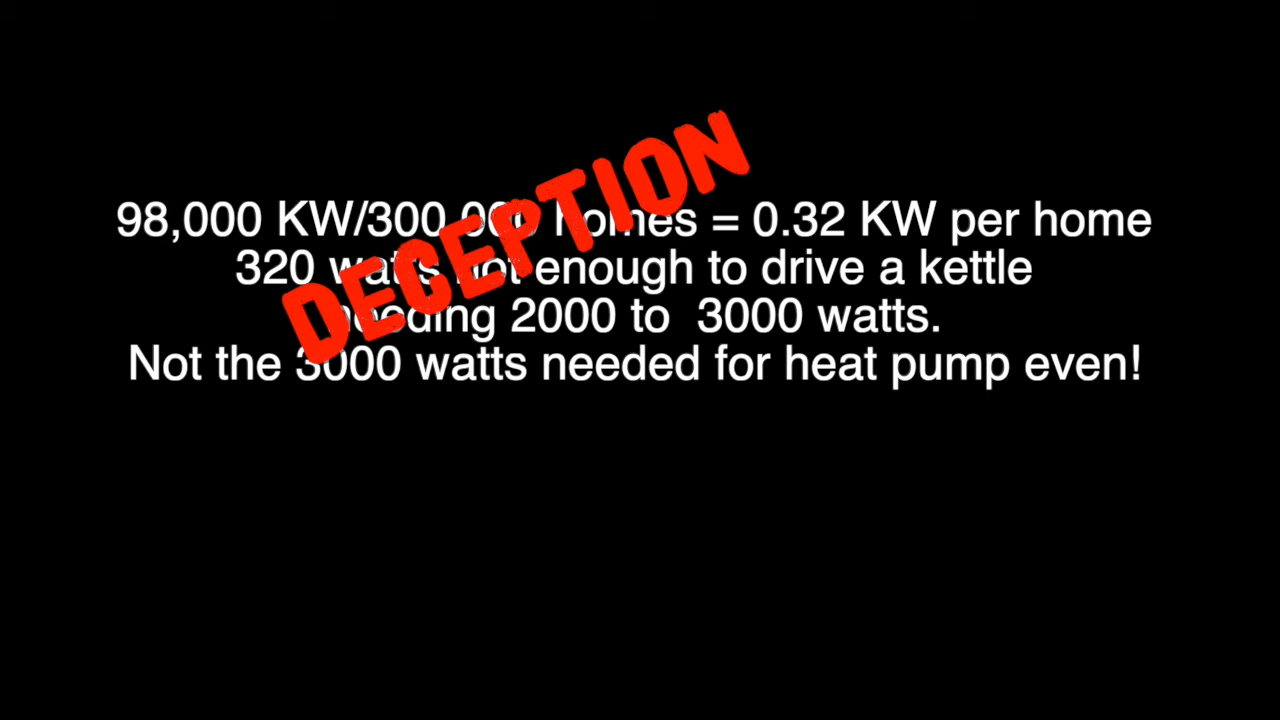 DECEPTION
98,000 KW/300,000 homes = 0.32 KW per home
320 watts not enough to drive a kettle
needing 2000 to 3000 watts.
Not the 3000 watts needed for heat pump even!